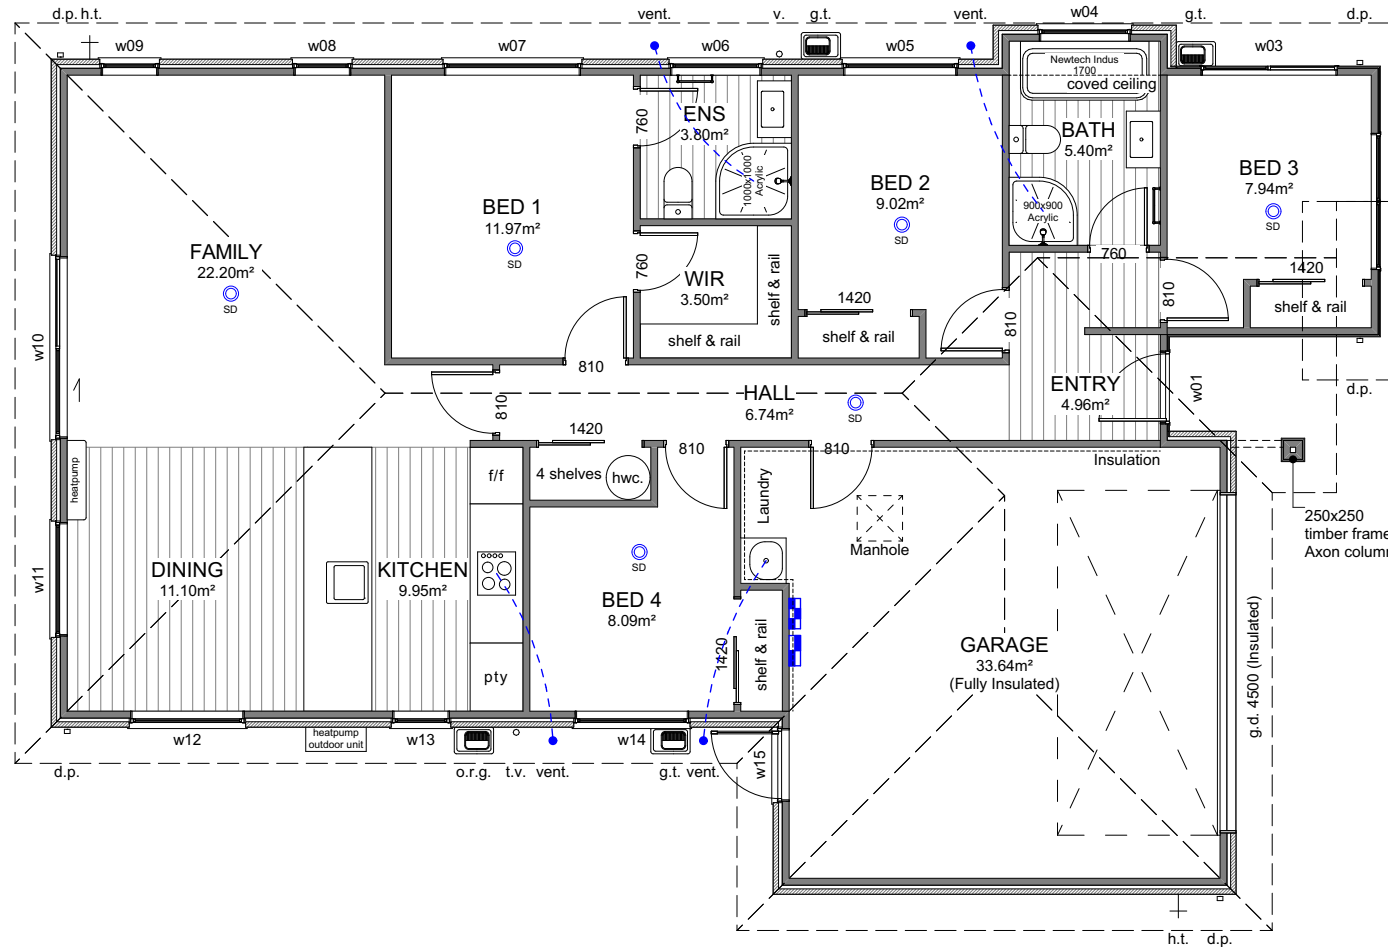 d.p. h.t.
vent.
v.
g.t.
vent.
w04
g.t.
d.p.
w09
w08
w07
w06
w05
w03
Newtech Indus
1700
coved ceiling
760
ENS
3.80m²
BATH
5.40m²
BED 3
7.94m²
SD
1000x1000
Acrylic
BED 2
9.02m²
SD
900x900
Acrylic
BED 1
11.97m²
SD
FAMILY
22.20m²
SD
760
WIR
3.50m²
shelf & rail
shelf & rail
760
810
1420
shelf & rail
1420
shelf & rail
810
w10
810
810
HALL
6.74m²
SD
ENTRY
4.96m²
w01
d.p.
1420
810
810
Insulation
heatpump
f/f
4 shelves
hwc.
Laundry
Manhole
250x250
timber frame
Axon column
w11
DINING
11.10m²
KITCHEN
9.95m²
SD
BED 4
8.09m²
1420
shelf & rail
GARAGE
33.64m²
(Fully Insulated)
g.d. 4500 (Insulated)
pty
w12
heatpump
outdoor unit
w13
w14
w15
d.p.
o.r.g.
t.v.
vent.
g.t.
vent.
h.t.
d.p.